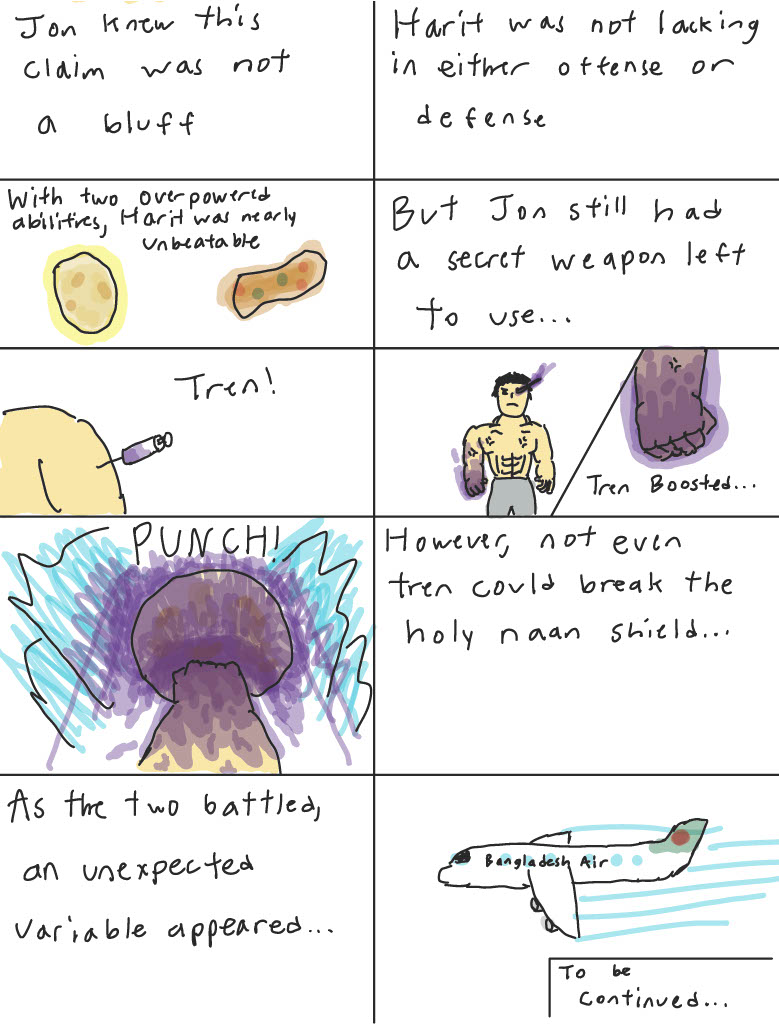 Jon knew this
claim was not
a bluff
Harit was not lacking
in either offense or
defense
With two overpowered
abilities, Harit was nearly
unbeatable
But Jon still had
a secret weapon left
to use...
Tren!
Tren Boosted...
PUNCH!
However, not even
tren could break the
holy naan shield...
As the two battled,
an unexpected
variable appeared...
Bangladesh Air
To be
continued...